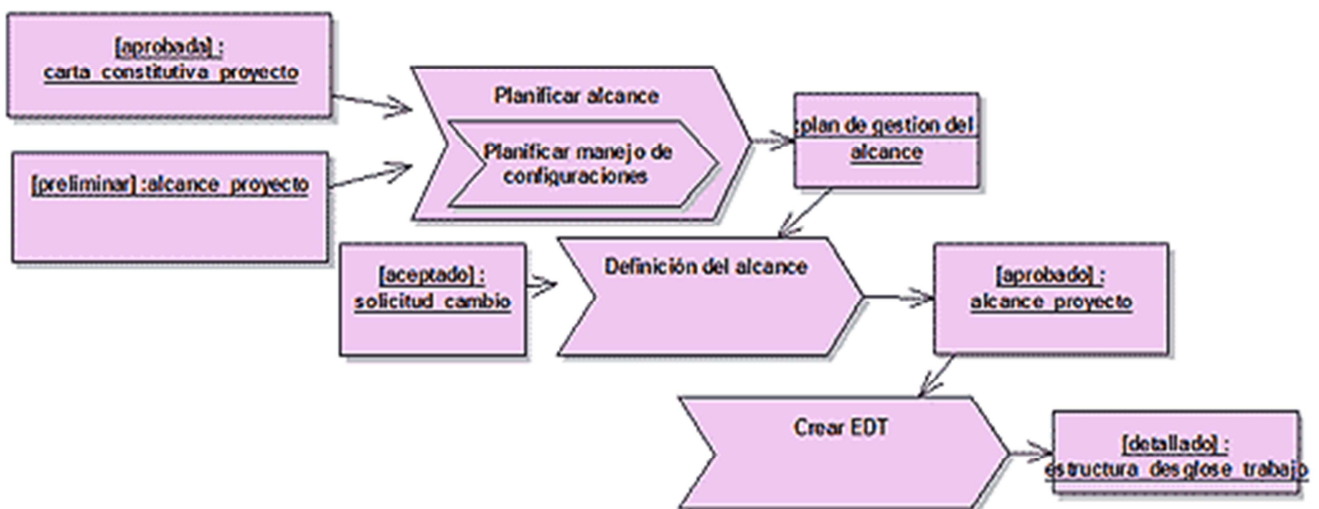 [aprobada] :
carta constitutiva proyecto
Planificar alcance
Planificar manejo de
configuraciones
:plan de gestion del
alcance
[preliminar] :alcance proyecto
[aceptado] :
solicitud cambio
Definición del alcance
[aprobado] :
alcance proyecto
Crear EDT
[detallado] :
estructura desglose trabajo